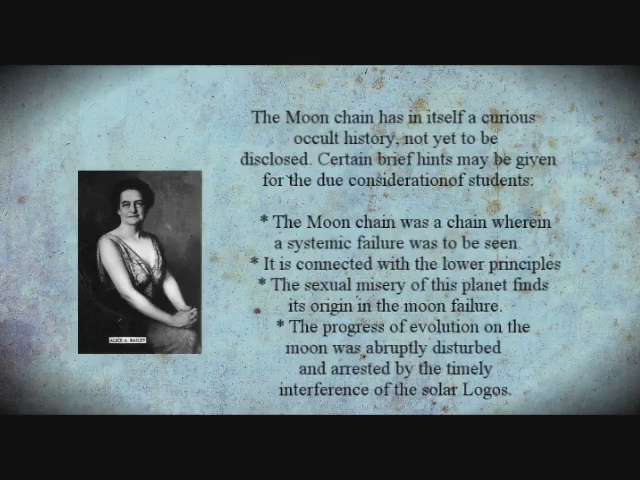 The Moon chain has in itself a curious
occult history, not yet to be
disclosed. Certain brief hints may be given
for the due considerationof students:
* The Moon chain was a chain wherein
a systemic failure was to be seen.
* It is connected with the lower principles
* The sexual misery of this planet finds
its origin in the moon failure.
* The progress of evolution on the
moon was abruptly disturbed
and arrested by the timely
interference of the solar Logos.
ALICE A. BAILEY